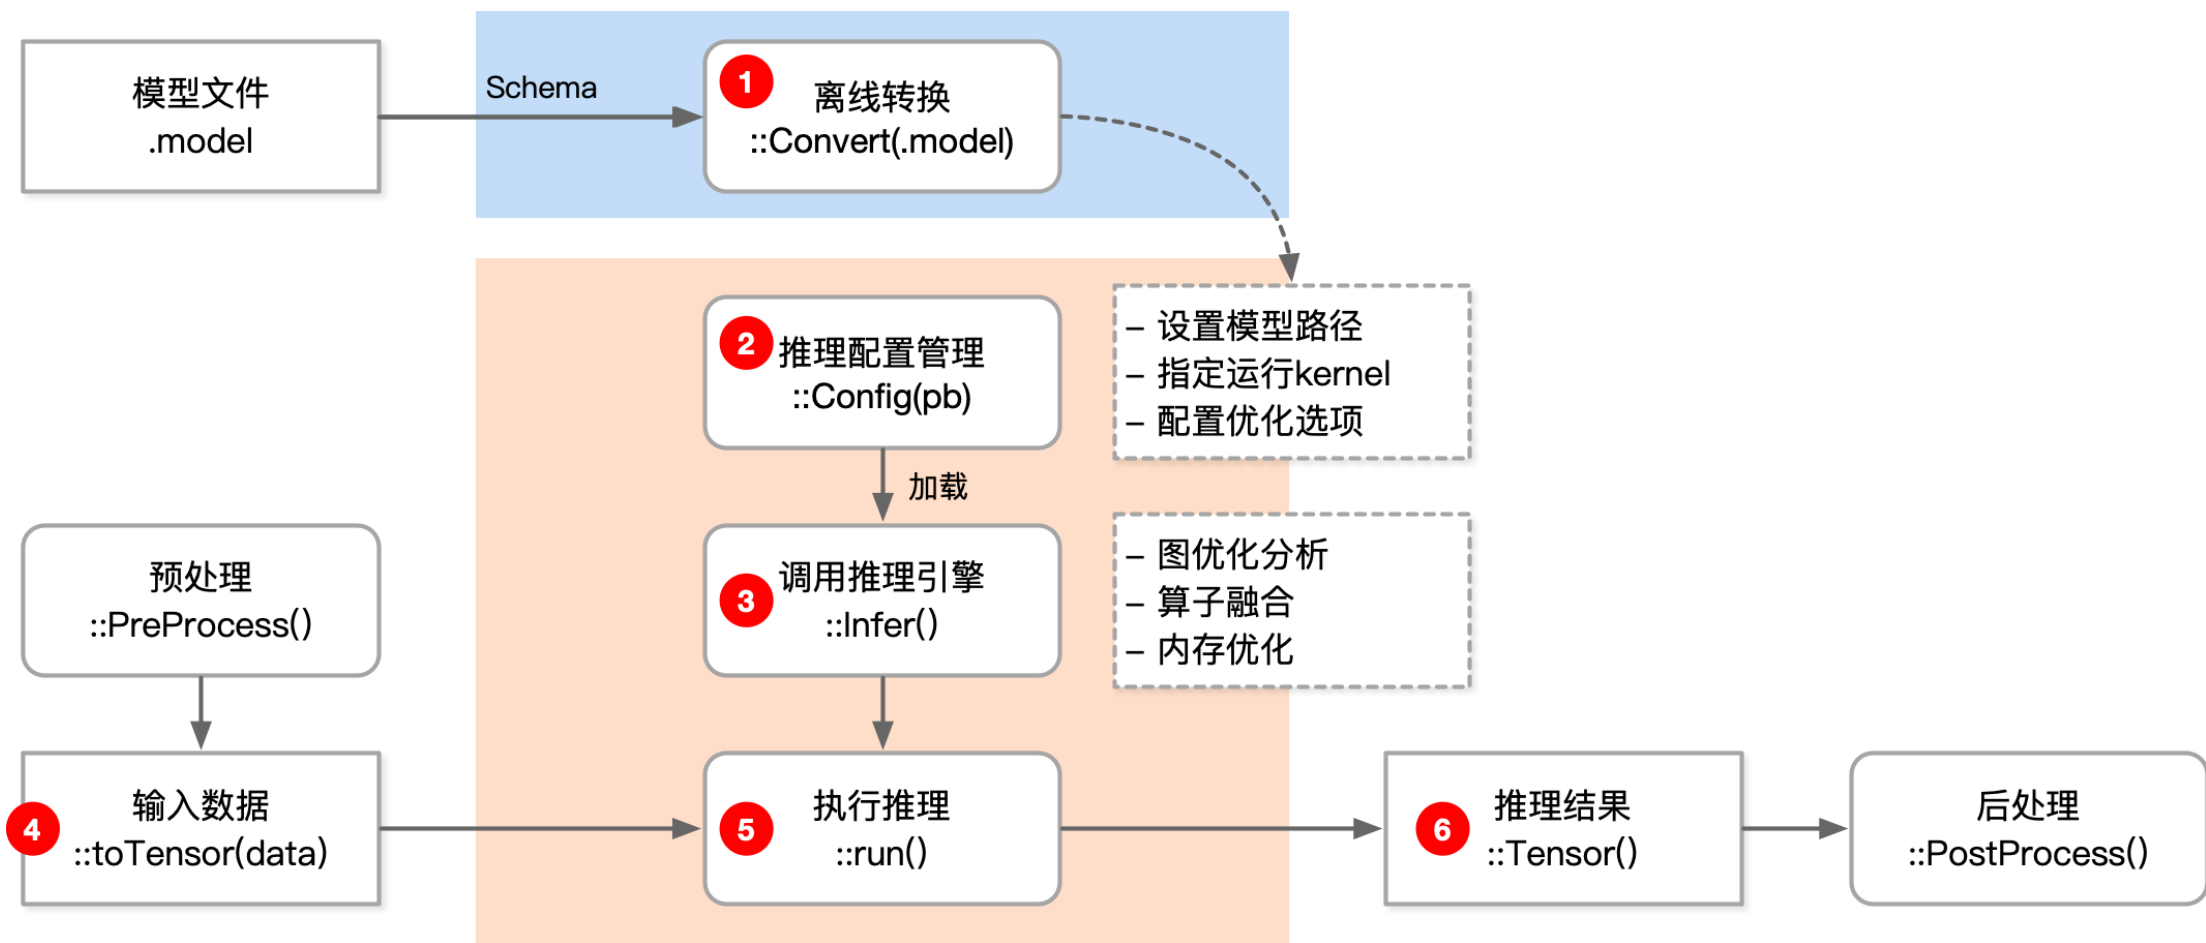 模型文件
.model
Schema
1
离线转换
::Convert(.model)
2
推理配置管理
::Config(pb)
– 设置模型路径
– 指定运行kernel
– 配置优化选项
加载
预处理
::PreProcess()
3
调用推理引擎
::Infer()
– 图优化分析
– 算子融合
– 内存优化
4
输入数据
::toTensor(data)
5
执行推理
::run()
6
推理结果
::Tensor()
后处理
::PostProcess()